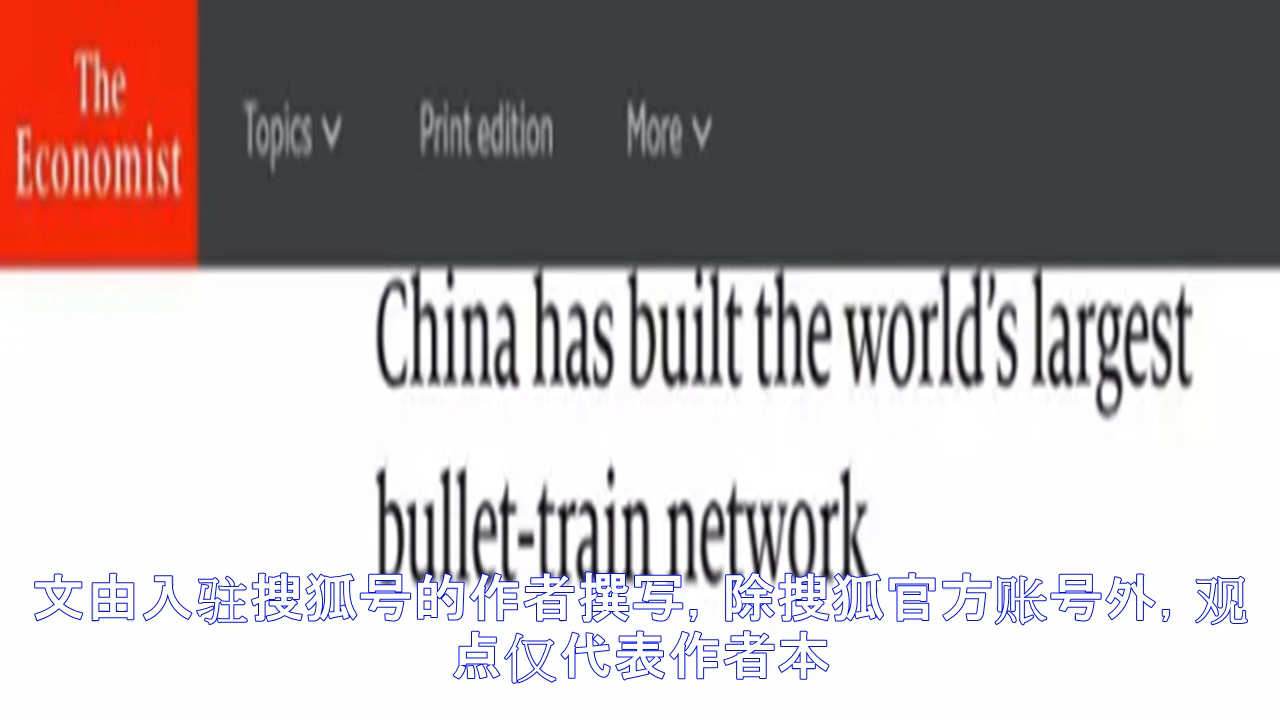 The
Economist
Topics Print edition More
China has built the world's largest
bullet-train network
文由入驻搜狐号的作者撰写, 除搜狐官方账号外, 观
点仅代表作者本